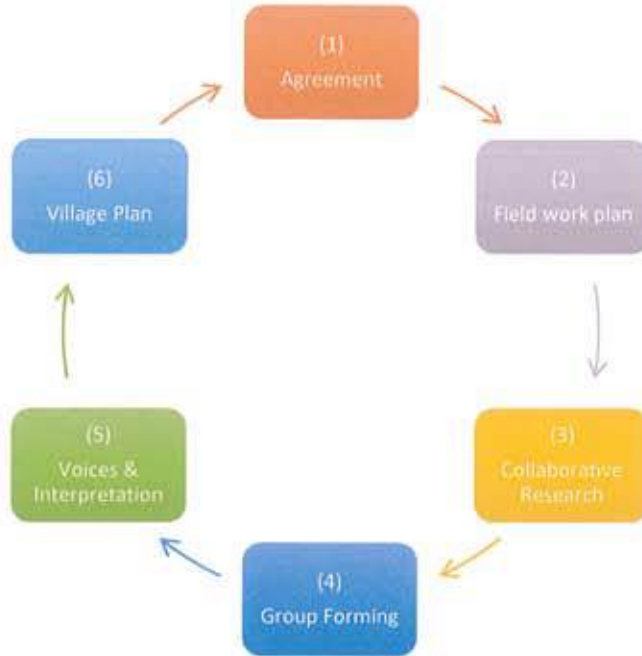 (1)
Agreement
(2)
Field work plan
(3)
Collaborative
Research
(4)
Group Forming
(5)
Voices &
Interpretation
(6)
Village Plan